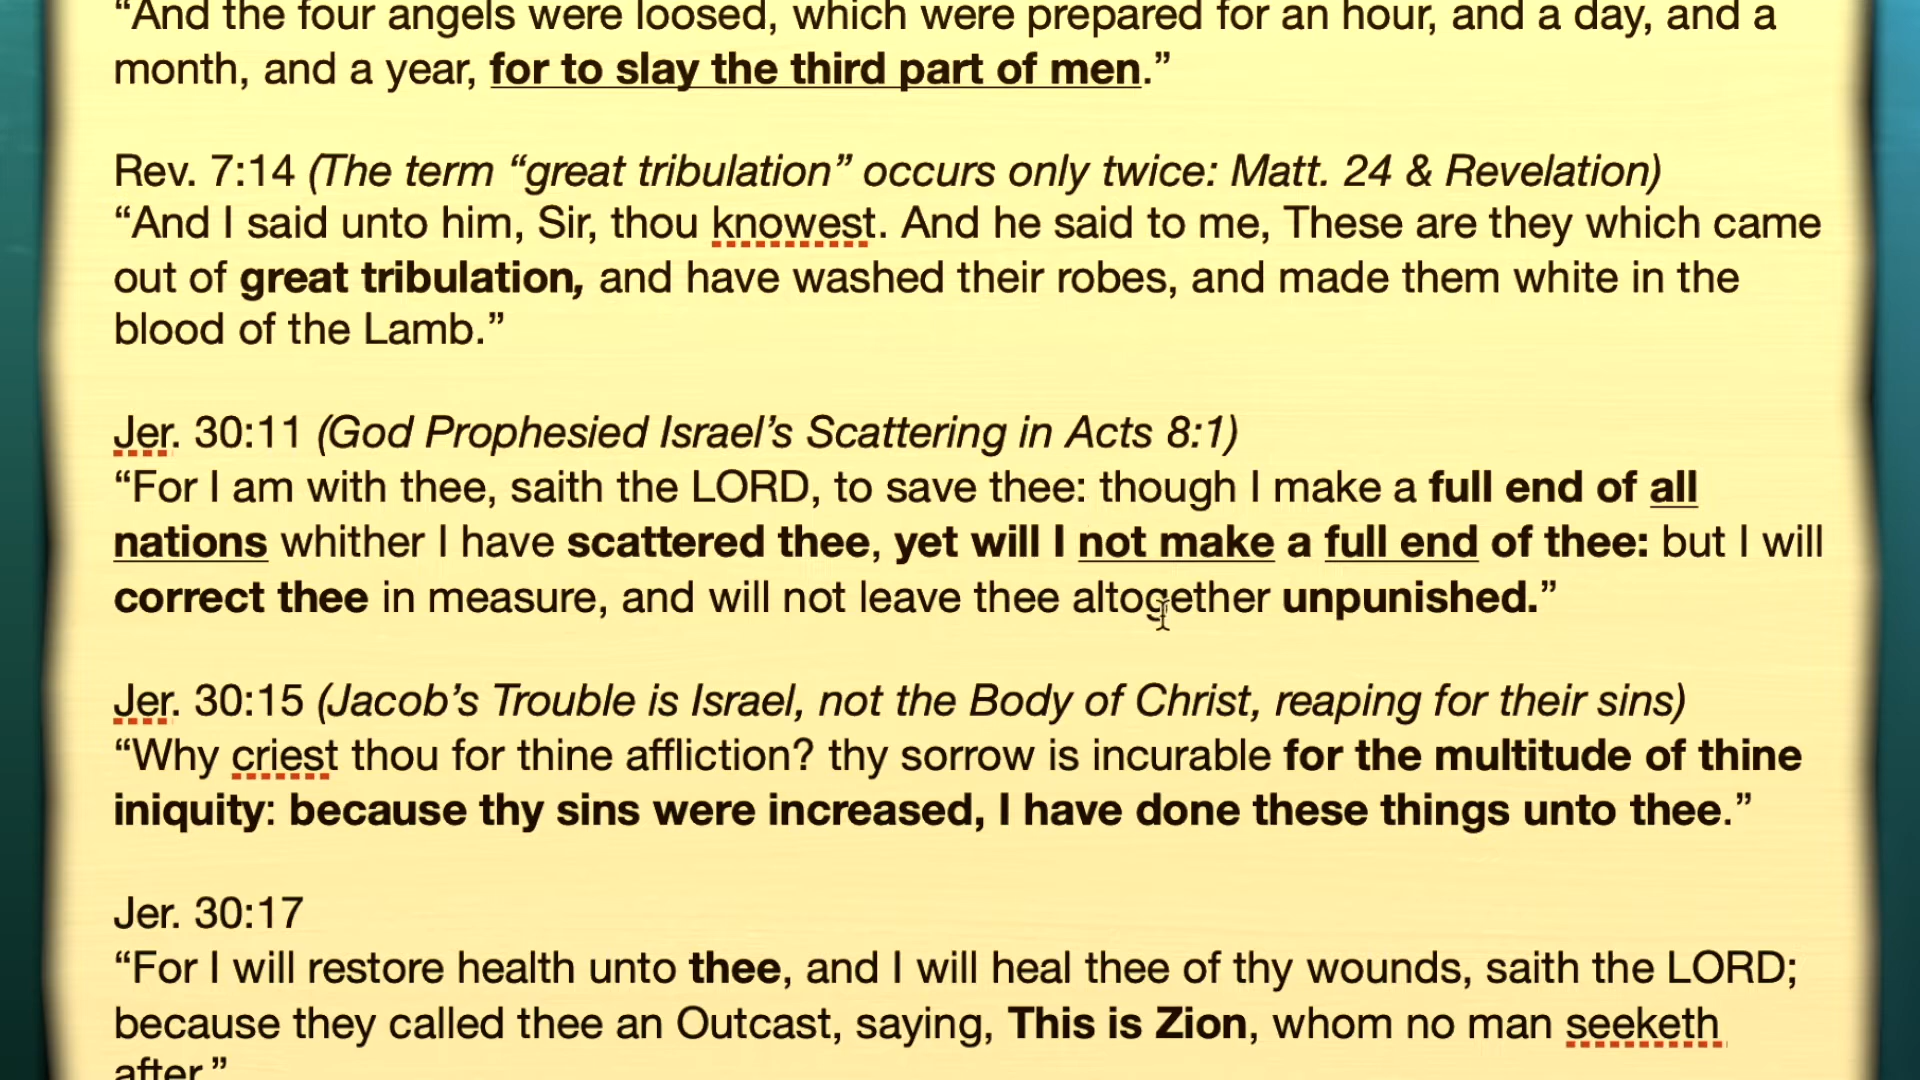 “And the four angels were loosed, which were prepared for an hour, and a day, and a
month, and a year, for to slay the third part of men.”
Rev. 7:14 (The term “great tribulation” occurs only twice: Matt. 24 & Revelation)
“And I said unto him, Sir, thou knowest. And he said to me, These are they which came
out of great tribulation, and have washed their robes, and made them white in the
blood of the Lamb.”
Jer. 30:11 (God Prophesied Israel’s Scattering in Acts 8:1)
“For I am with thee, saith the LORD, to save thee: though I make a full end of all
nations whither I have scattered thee, yet will I not make a full end of thee: but I will
correct thee in measure, and will not leave thee altogether unpunished.”
Jer. 30:15 (Jacob’s Trouble is Israel, not the Body of Christ, reaping for their sins)
“Why criest thou for thine affliction? thy sorrow is incurable for the multitude of thine
iniquity: because thy sins were increased, I have done these things unto thee.”
Jer. 30:17
“For I will restore health unto thee, and I will heal thee of thy wounds, saith the LORD;
because they called thee an Outcast, saying, This is Zion, whom no man seeketh
after.”